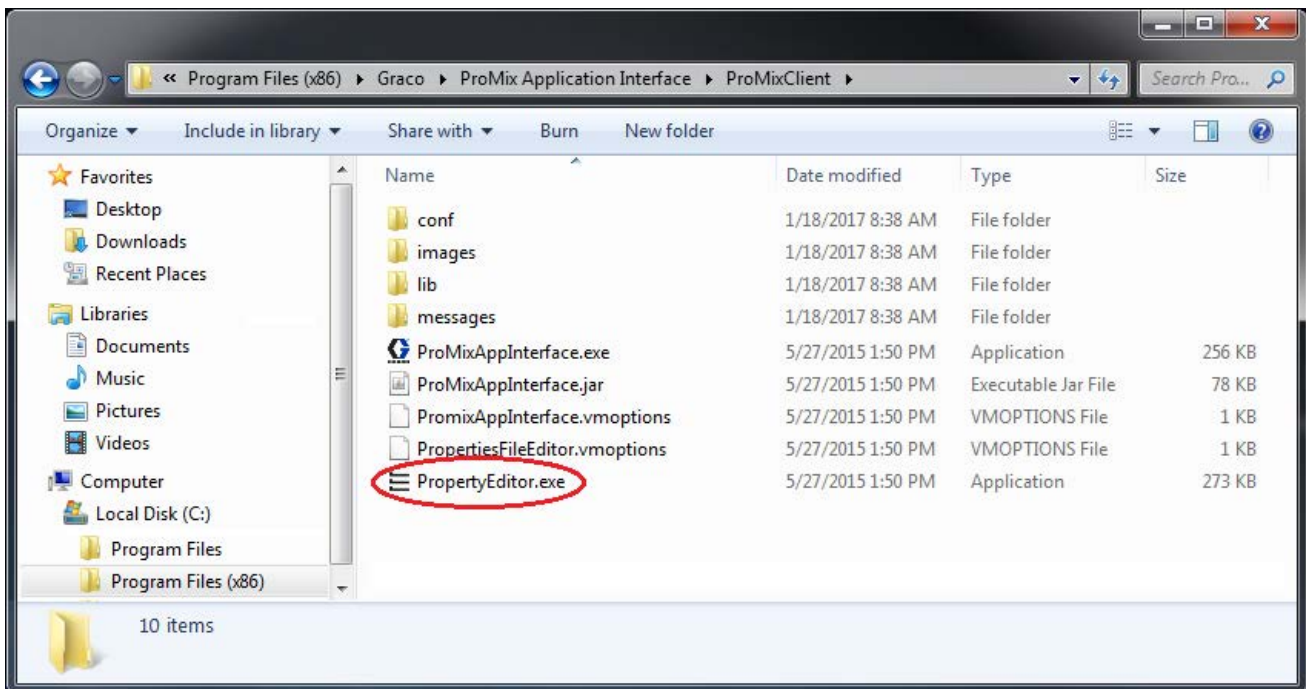 « Program Files (x86) ▸ Graco ▸ ProMix Application Interface ▸ ProMixClient ▸ Search Pro...
Organize Include in library Share with Burn New folder
Favorites
Desktop
Downloads
Recent Places
Libraries
Documents
Music
Pictures
Videos
Computer
Local Disk (C:)
Program Files
Program Files (x86)
Name Date modified Type Size
conf 1/18/2017 8:38 AM File folder
images 1/18/2017 8:38 AM File folder
lib 1/18/2017 8:38 AM File folder
messages 1/18/2017 8:38 AM File folder
ProMixAppInterface.exe 5/27/2015 1:50 PM Application 256 KB
ProMixAppInterface.jar 5/27/2015 1:50 PM Executable Jar File 78 KB
PromixAppInterface.vmoptions 5/27/2015 1:50 PM VMOPTIONS File 1 KB
PropertiesFileEditor.vmoptions 5/27/2015 1:50 PM VMOPTIONS File 1 KB
PropertyEditor.exe 5/27/2015 1:50 PM Application 273 KB
10 items